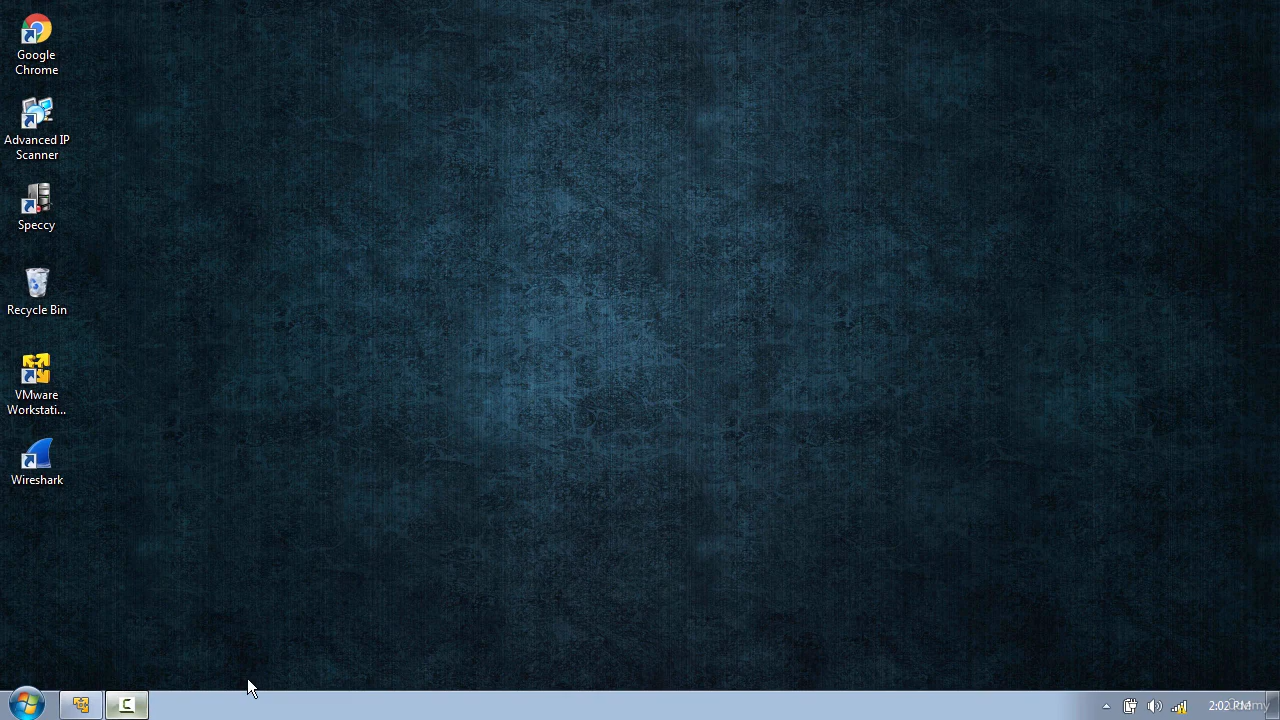 Google
Chrome
Advanced IP
Scanner
Speccy
Recycle Bin
VMware
Workstati...
Wireshark
2:02 PM